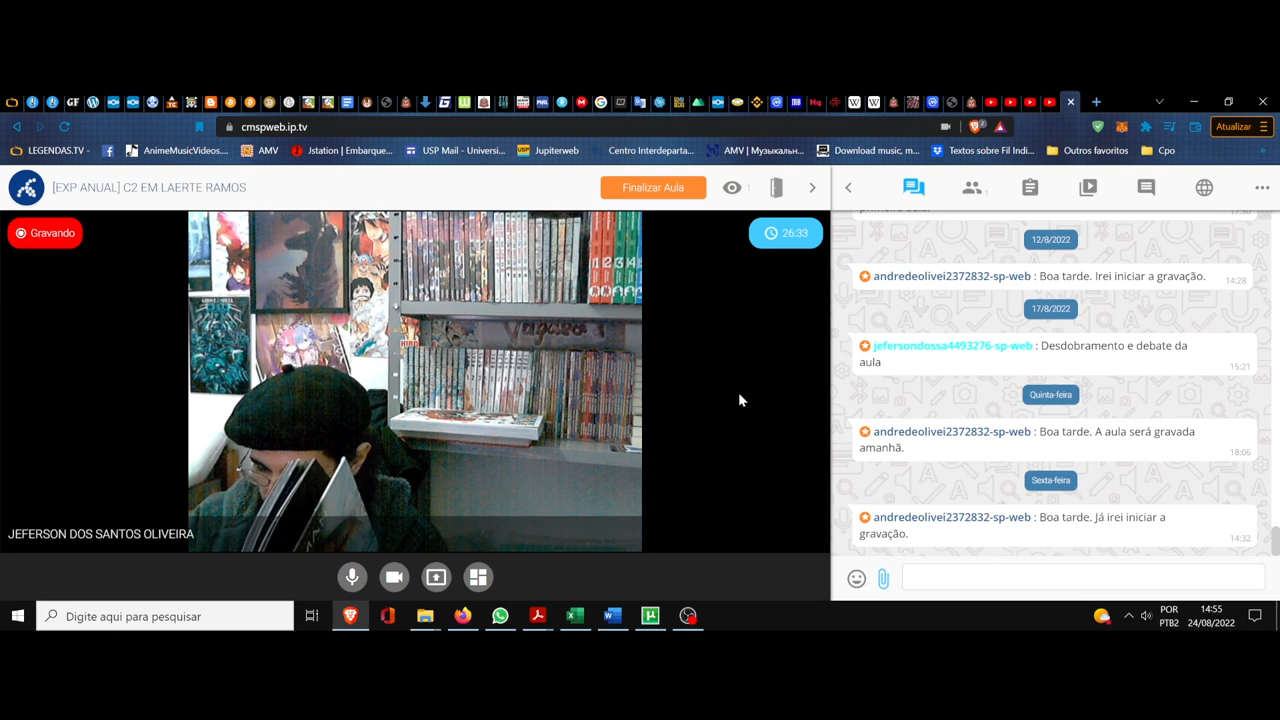 cmspweb.ip.tv
Atualizar
LEGENDAS.TV -
AnimeMusicVideos...
AMV
Jstation | Embarque...
USP Mail - Universi...
Jupiterweb
Centro Interdeparta...
AMV | Музыкальн...
Download music, m...
Textos sobre Fil Indi...
Outros favoritos
Cpo
[EXP ANUAL] C2 EM LAERTE RAMOS
Finalizar Aula
1
1
Gravando
26:33
JEFERSON DOS SANTOS OLIVEIRA
12/8/2022
andredeolivei2372832-sp-web : Boa tarde. Irei iniciar a gravação.
14:28
17/8/2022
jefersondossa4493276-sp-web : Desdobramento e debate da
aula
15:21
Quinta-feira
andredeolivei2372832-sp-web : Boa tarde. A aula será gravada
amanhã.
18:06
Sexta-feira
andredeolivei2372832-sp-web : Boa tarde. Já irei iniciar a
gravação.
14:32
Digite aqui para pesquisar
POR
PTB2
14:55
24/08/2022